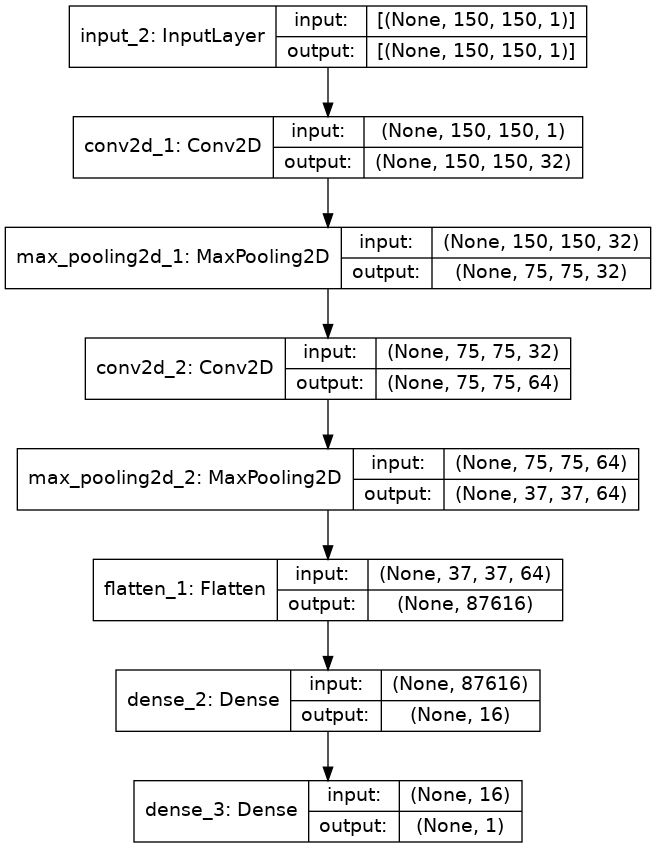 input_2: InputLayer
input: [(None, 150, 150, 1)]
output: [(None, 150, 150, 1)]
conv2d_1: Conv2D
input: (None, 150, 150, 1)
output: (None, 150, 150, 32)
max_pooling2d_1: MaxPooling2D
input: (None, 150, 150, 32)
output: (None, 75, 75, 32)
conv2d_2: Conv2D
input: (None, 75, 75, 32)
output: (None, 75, 75, 64)
max_pooling2d_2: MaxPooling2D
input: (None, 75, 75, 64)
output: (None, 37, 37, 64)
flatten_1: Flatten
input: (None, 37, 37, 64)
output: (None, 87616)
dense_2: Dense
input: (None, 87616)
output: (None, 16)
dense_3: Dense
input: (None, 16)
output: (None, 1)